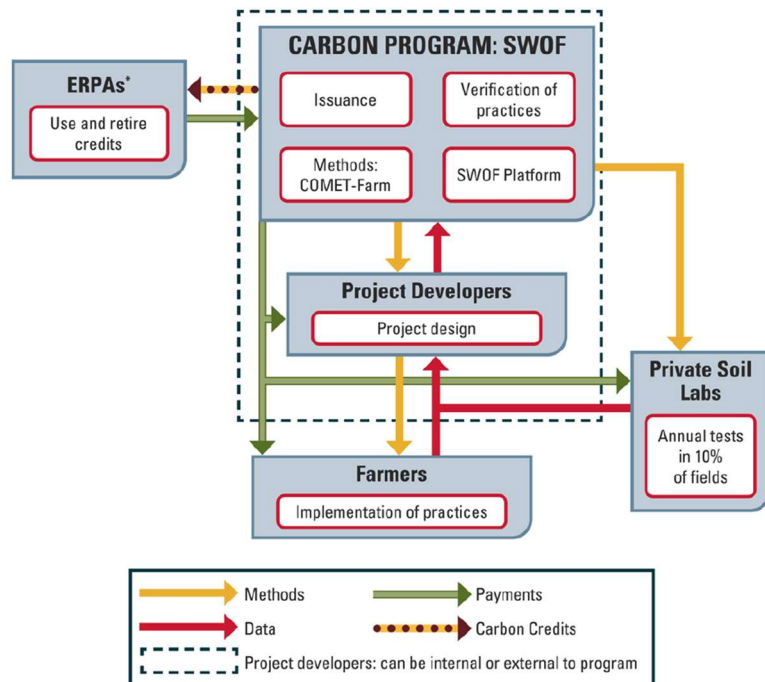 CARBON PROGRAM: SWOF
ERPAs*
Use and retire
credits
Issuance
Verification of
practices
Methods:
COMET-Farm
SWOF Platform
Project Developers
Project design
Private Soil
Labs
Annual tests
in 10%
of fields
Farmers
Implementation of practices
Methods
Payments
Data
Carbon Credits
Project developers: can be internal or external to program